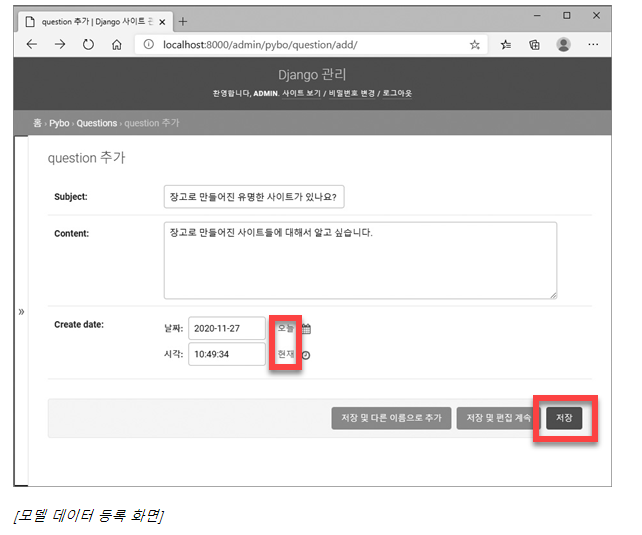 question 추가 | Django 사이트 관
localhost:8000/admin/pybo/question/add/
Django 관리
환영합니다, ADMIN. 사이트 보기 / 비밀번호 변경 / 로그아웃
홈 › Pybo › Questions › question 추가
question 추가
Subject: 장고로 만들어진 유명한 사이트가 있나요?
Content: 장고로 만들어진 사이트들에 대해서 알고 싶습니다.
»
Create date: 날짜: 2020-11-27 오늘
시각: 10:49:34 현재
저장 및 다른 이름으로 추가 저장 및 편집 계속 저장
[모델 데이터 등록 화면]